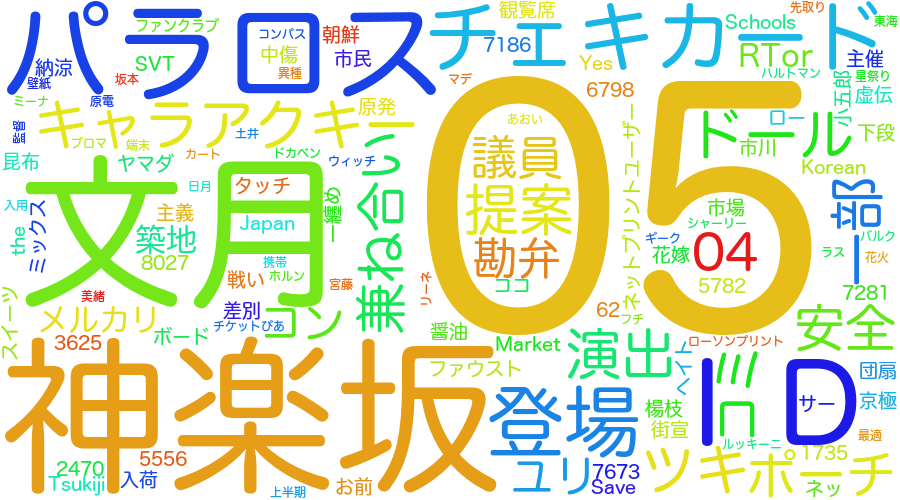 パラロス
チェキカード
05
文月
神楽坂
キャラアクキー
ドール
議員
提案
勘弁
04
登場
演出
安全
HD
ミニ
ユリ
ツキポーチ
兼ね合い
コン
メルカリ
築地
一部
ファンクラブ
SVT
納涼
壁紙
坂本
コンパス
中傷
異種
朝鮮
市民
マデ
観覧席
7186
Yes
Schools
RTor
先取り
東海
主催
星祭り
バルトマン
虚伝
小五郎
下段
ロー
市川
Korean
6798
ネットプリントユーザー
あおい
原発
ミーナ
原電
監督
ブロマ
端末
土井
昆布
ヤマダ
カート
ドカベン
ウィッチ
タッチ
日月
入用
the
ミックス
主義
Japan
一纏め
8027
戦い
携帯
ホルン
宮藤
リーネ
美緒
差別
チケットぴあ
ボード
スイーツ
3625
ココ
62
フチ
醤油
Market
ファウスト
ヘイト
市場
シャーリー
ギーク
花嫁
5782
バルク
ラス
花火
7281
ローソンプリント
団扇
京極
サー
楊枝
街宣
ルッキーニ
最適
1735
ネッ
7673
Save
5556
2470
Tsukiji
入荷
上半期
お前